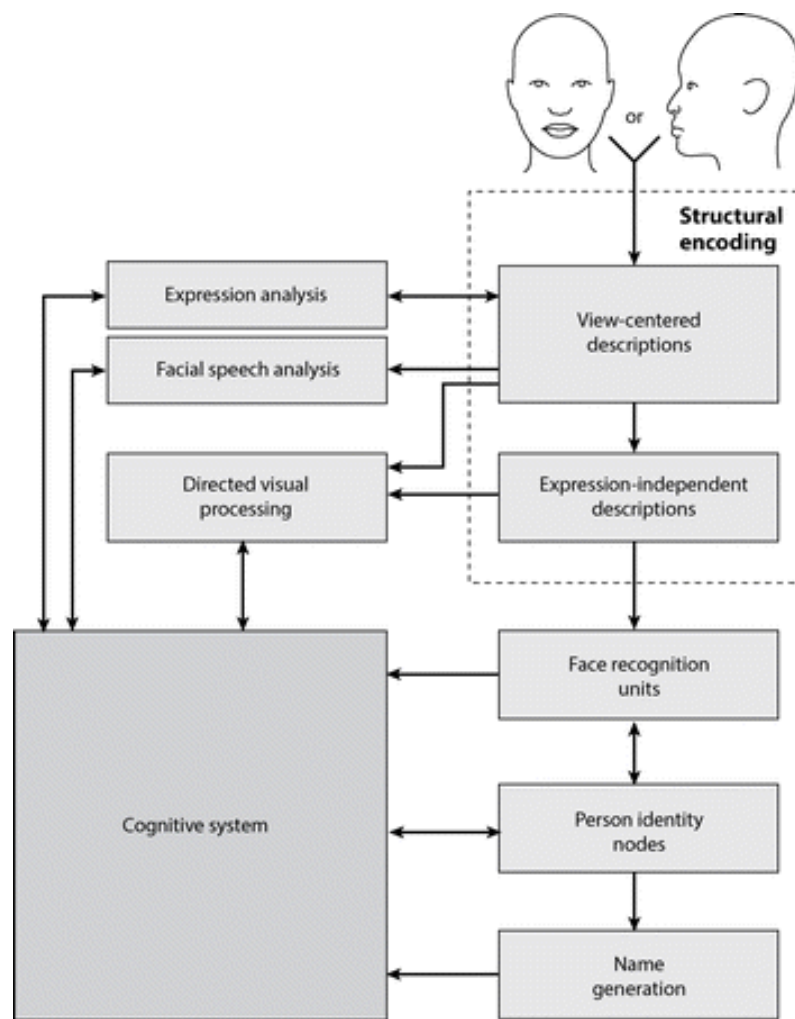 or
Structural
encoding
Expression analysis
View-centered
descriptions
Facial speech analysis
Directed visual
processing
Expression-independent
descriptions
Face recognition
units
Cognitive system
Person identity
nodes
Name
generation